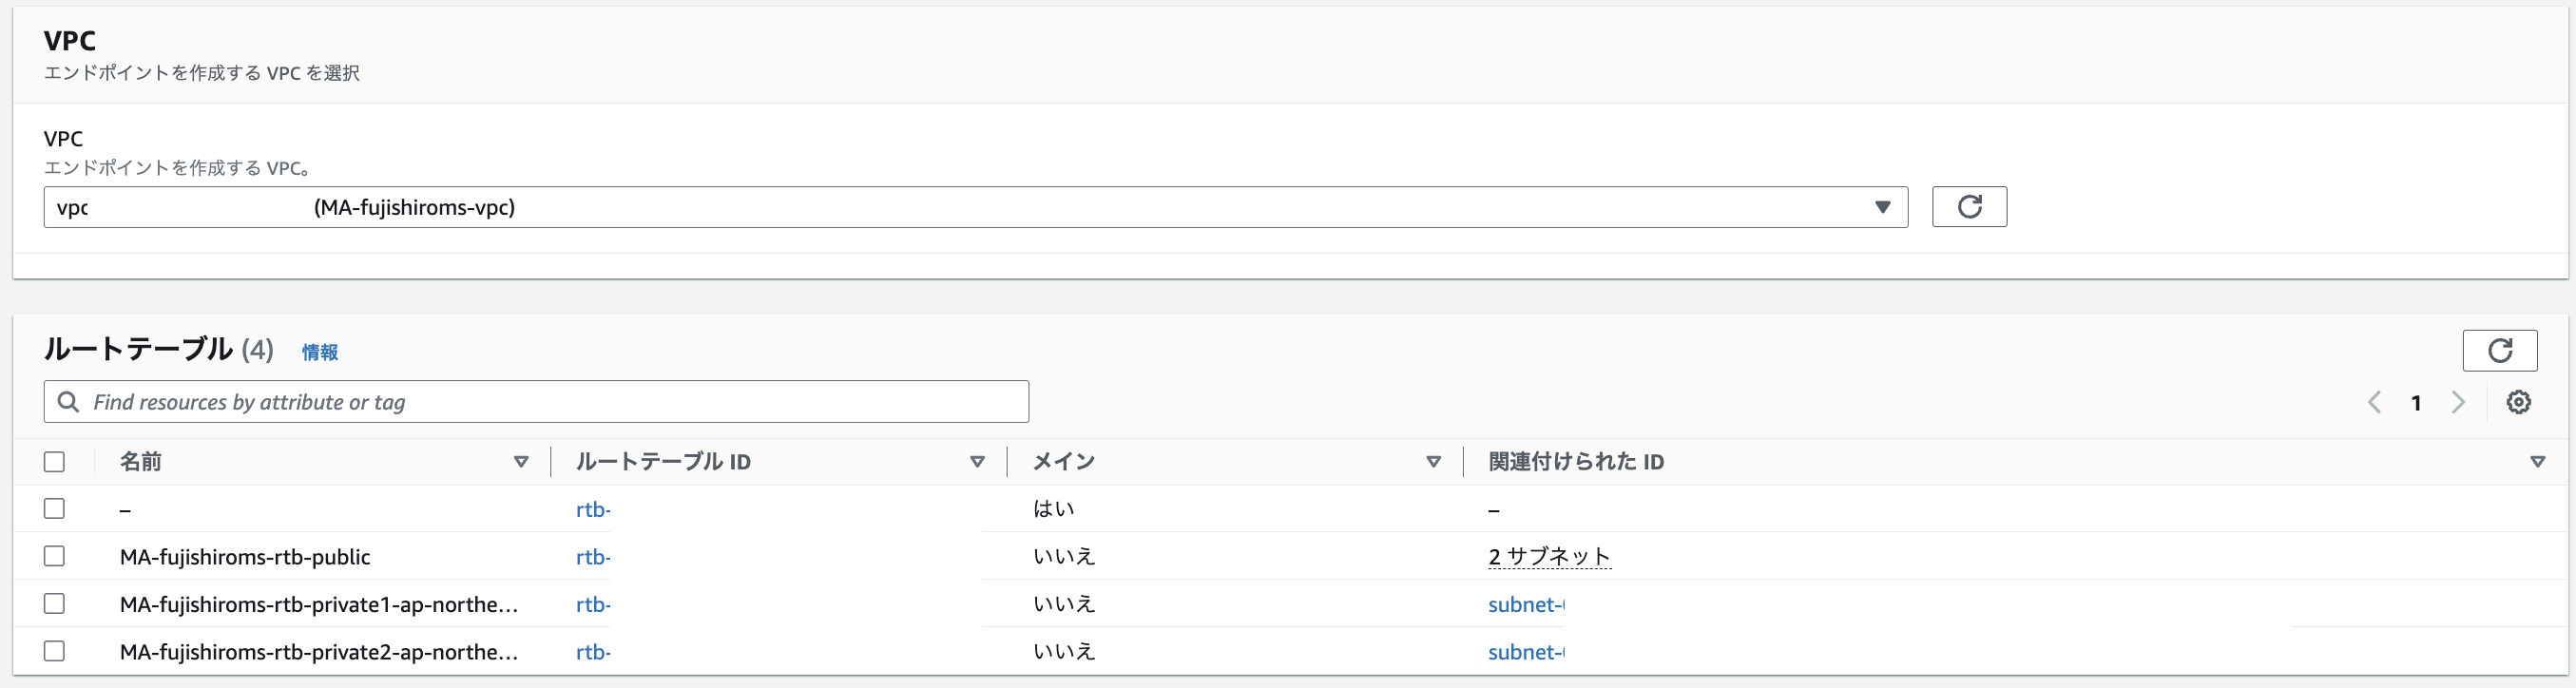 VPC
エンドポイントを作成する VPC を選択
VPC
エンドポイントを作成する VPC。
vpc (MA-fujishiroms-vpc)
ルートテーブル (4) 情報
Find resources by attribute or tag
1
名前 ルートテーブル ID メイン 関連付けられた ID
– rtb- はい –
MA-fujishiroms-rtb-public rtb- いいえ 2 サブネット
MA-fujishiroms-rtb-private1-ap-northe... rtb- いいえ subnet-
MA-fujishiroms-rtb-private2-ap-northe... rtb- いいえ subnet-